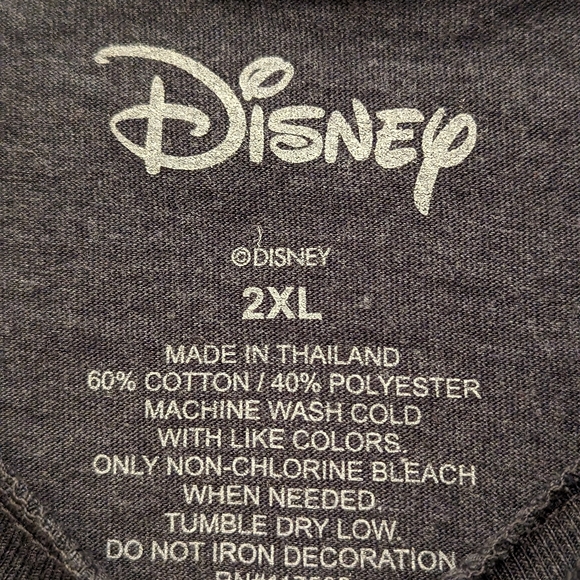 Disney
©DISNEY
2XL
MADE IN THAILAND
60% COTTON / 40% POLYESTER
MACHINE WASH COLD
WITH LIKE COLORS.
ONLY NON-CHLORINE BLEACH
WHEN NEEDED.
TUMBLE DRY LOW.
DO NOT IRON DECORATION